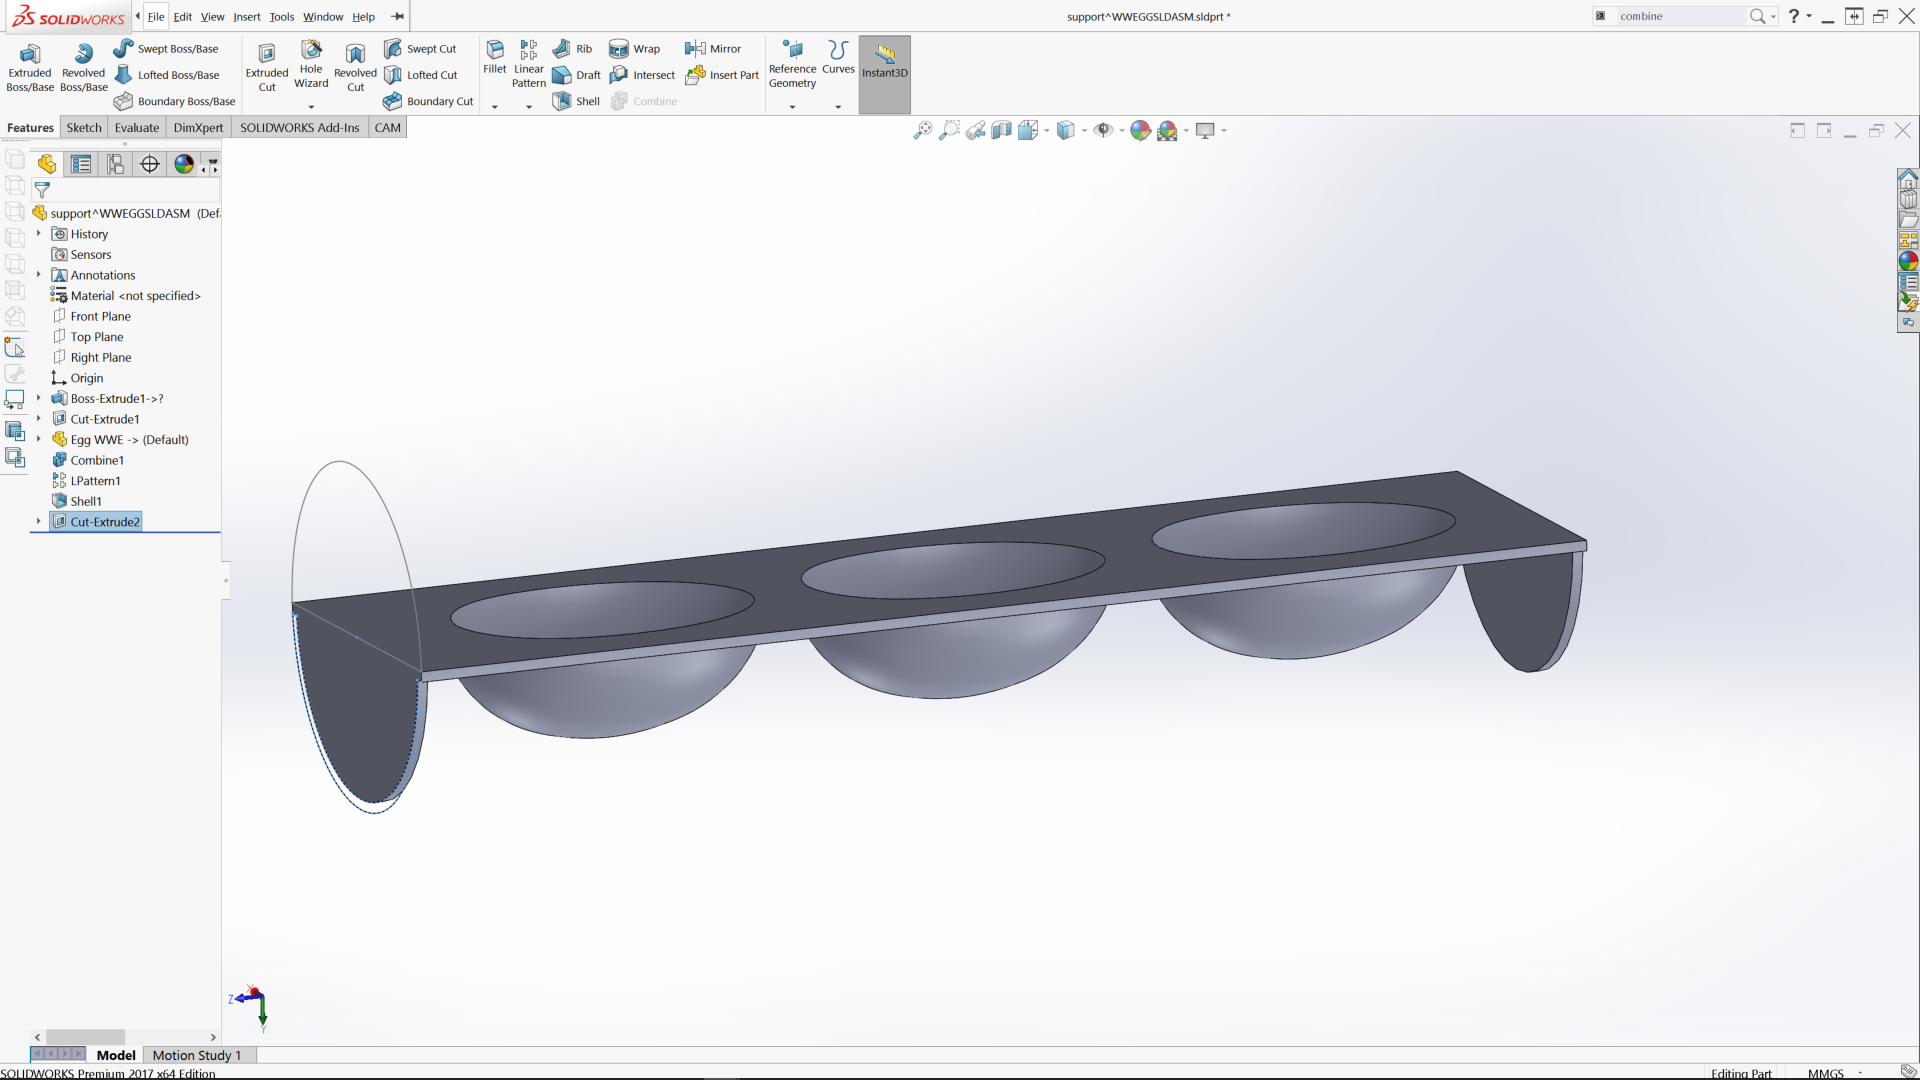 SOLIDWORKS File Edit View Insert Tools Window Help support^WWEGGSLDASM.sldprt * combine ?
Extruded Boss/Base
Revolved Boss/Base
Swept Boss/Base
Lofted Boss/Base
Boundary Boss/Base
Extruded Cut
Hole Wizard
Revolved Cut
Swept Cut
Lofted Cut
Boundary Cut
Fillet
Linear Pattern
Rib
Draft
Shell
Wrap
Intersect
Combine
Mirror
Insert Part
Reference Geometry
Curves
Instant3D
Features Sketch Evaluate DimXpert SOLIDWORKS Add-Ins CAM
support^WWEGGSLDASM (Def
History
Sensors
Annotations
Material <not specified>
Front Plane
Top Plane
Right Plane
Origin
Boss-Extrude1->?
Cut-Extrude1
Egg WWE -> (Default)
Combine1
LPattern1
Shell1
Cut-Extrude2
X
Z
Y
Model Motion Study 1
SOLIDWORKS Premium 2017 x64 Edition Editing Part MMGS -